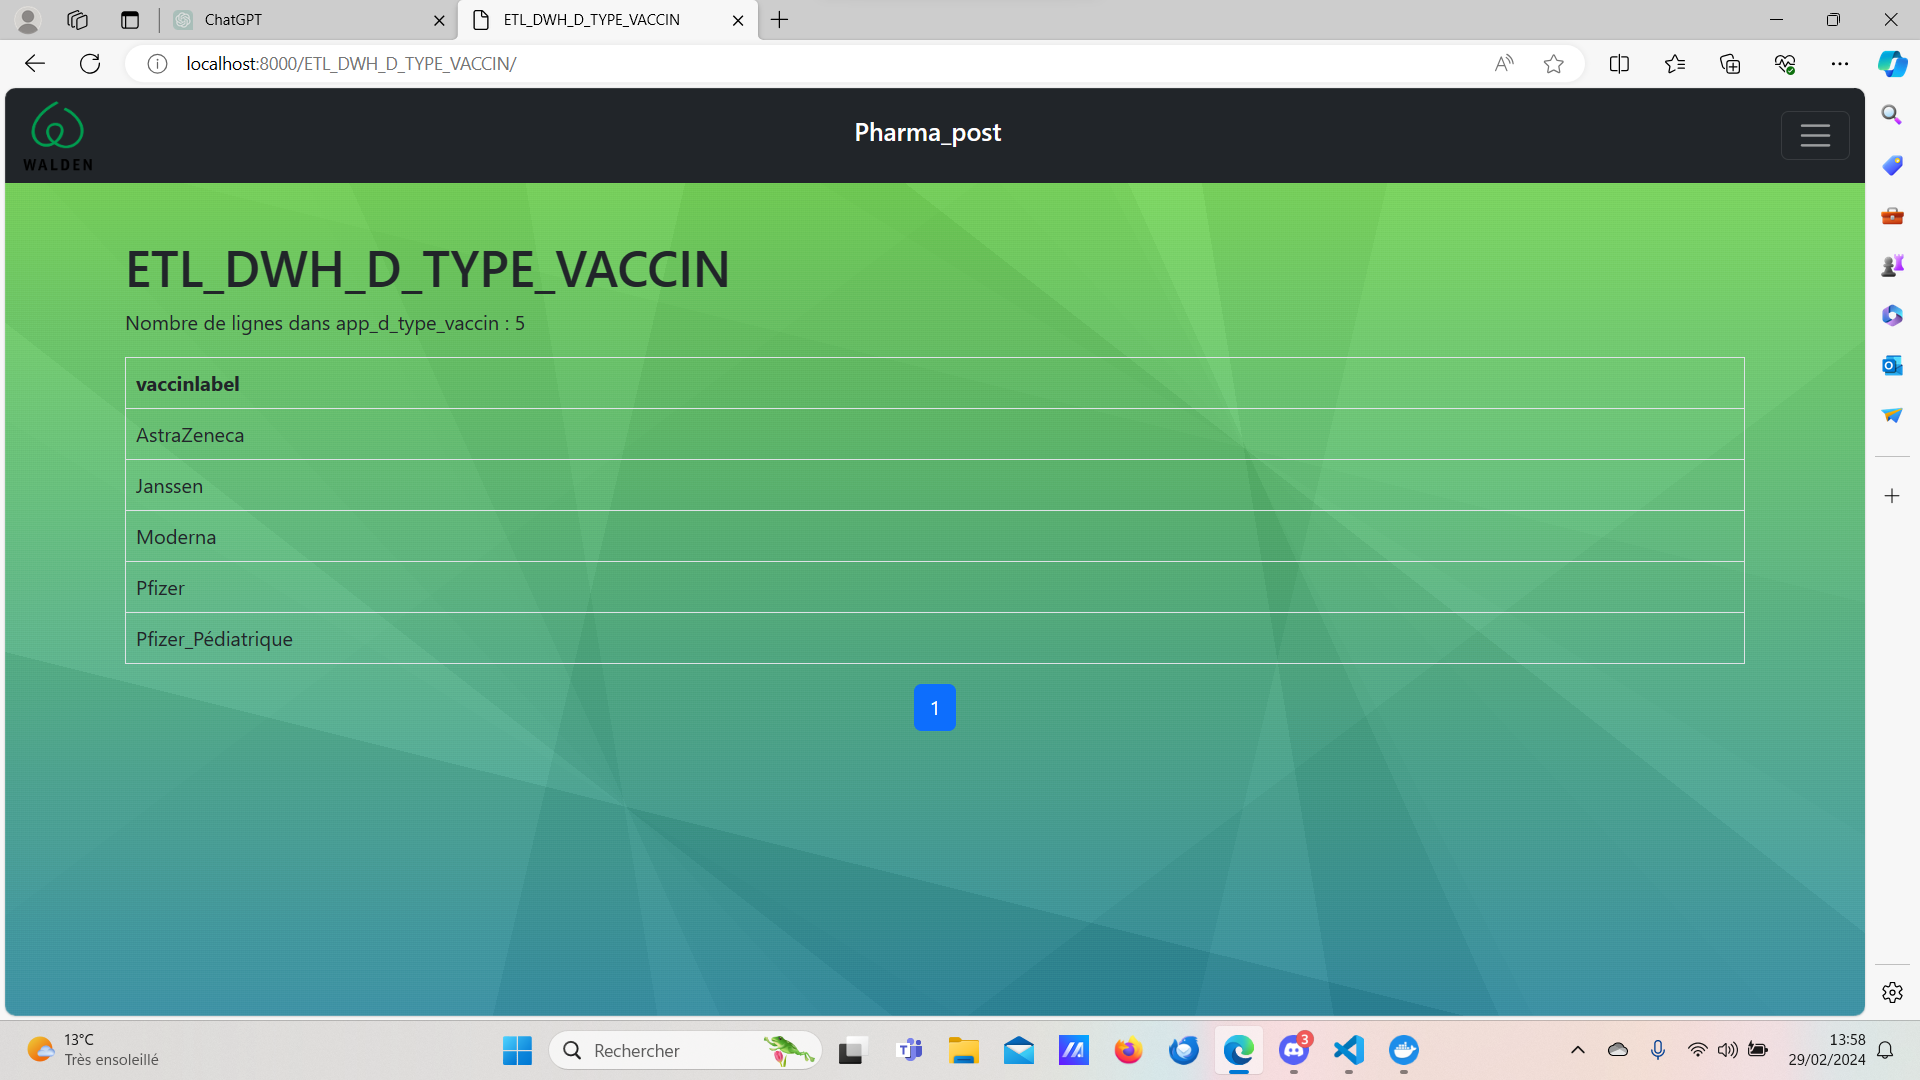 ChatGPT
ETL_DWH_D_TYPE_VACCIN
localhost:8000/ETL_DWH_D_TYPE_VACCIN/
WALDEN
Pharma_post
ETL_DWH_D_TYPE_VACCIN
Nombre de lignes dans app_d_type_vaccin : 5
vaccinlabel
AstraZeneca
Janssen
Moderna
Pfizer
Pfizer_Pédiatrique
1
13°C
Très ensoleillé
Rechercher
3
13:58
29/02/2024